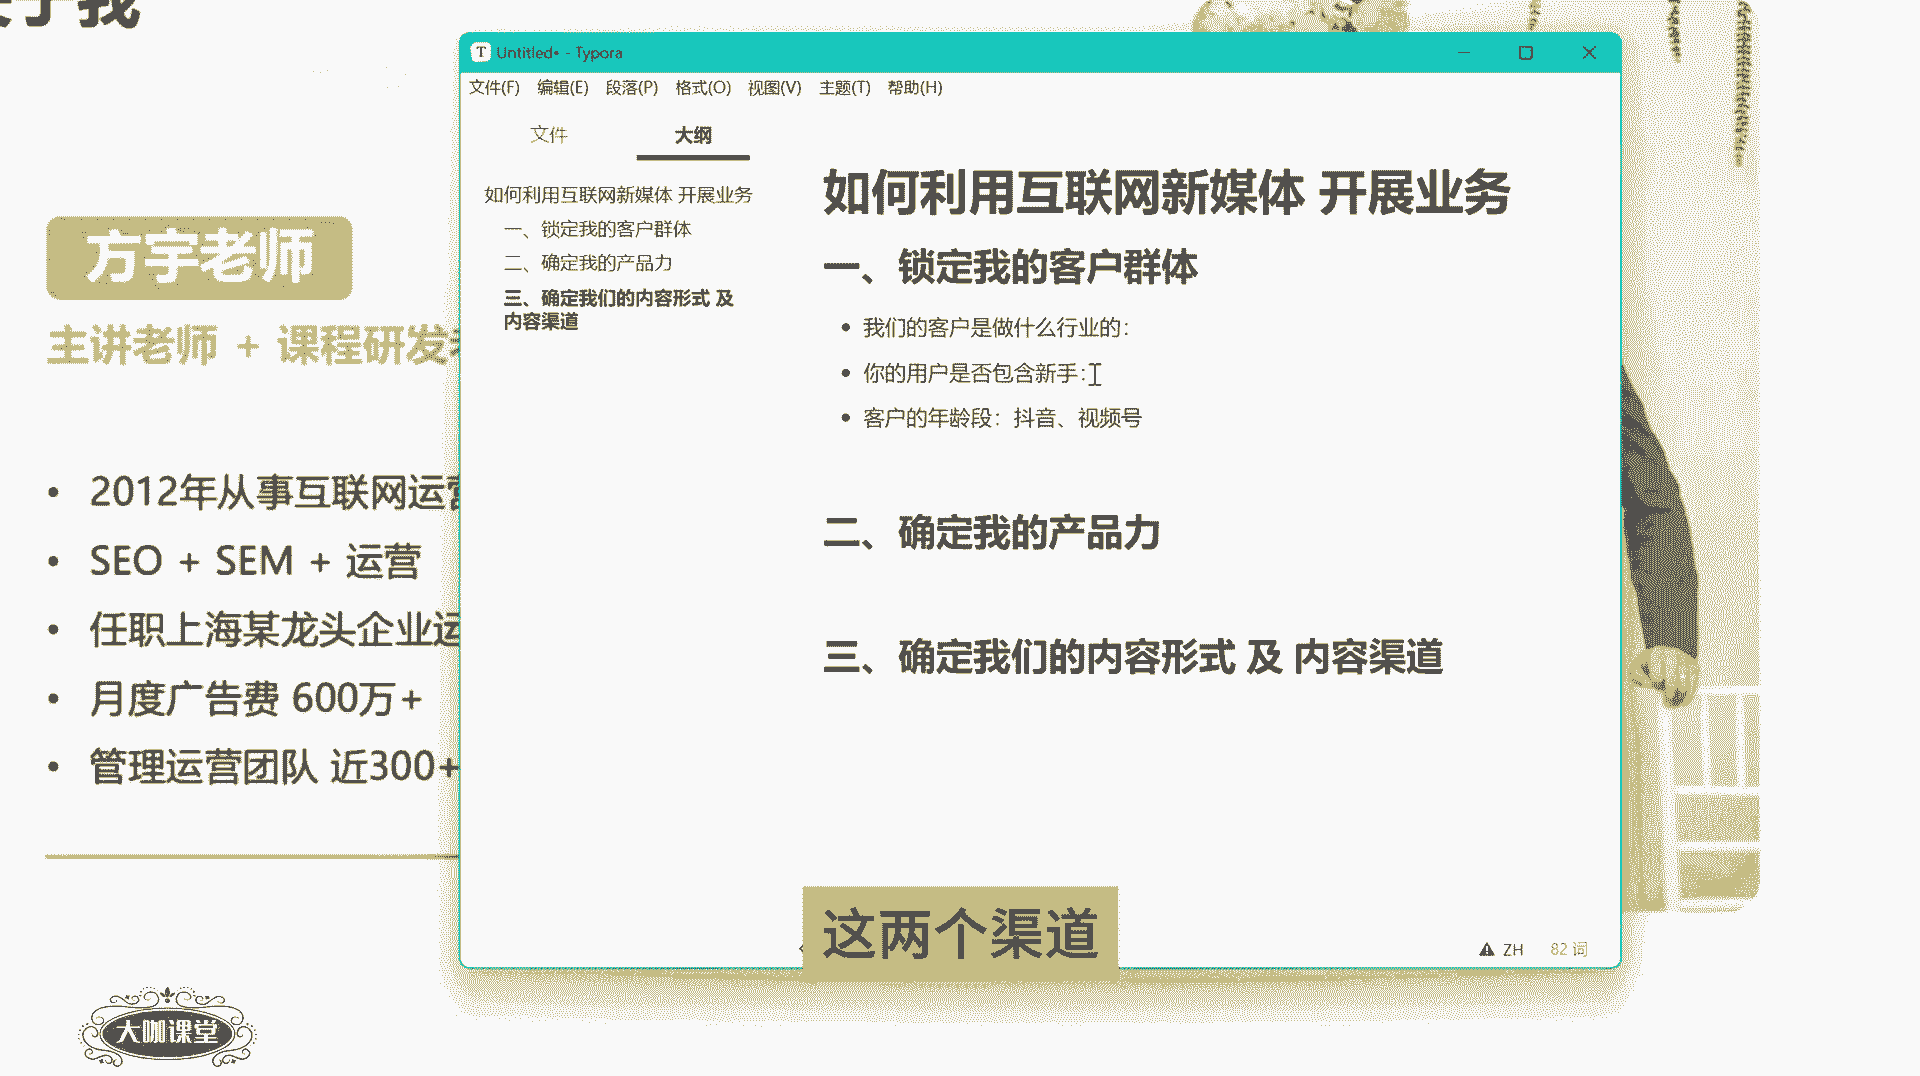 于我
方宇老师
主讲老师 + 课程研发
2012年从事互联网运营
SEO + SEM + 运营
任职上海某龙头企业运
月度广告费 600万+
管理运营团队 近300+
大咖课堂
Untitled• - Typora
文件(F) 编辑(E) 段落(P) 格式(O) 视图(V) 主题(T) 帮助(H)
文件 大纲
如何利用互联网新媒体 开展业务
一、锁定我的客户群体
二、确定我的产品力
三、确定我们的内容形式 及
内容渠道
如何利用互联网新媒体 开展业务
一、锁定我的客户群体
我们的客户是做什么行业的：
你的用户是否包含新手：
客户的年龄段：抖音、视频号
二、确定我的产品力
三、确定我们的内容形式 及 内容渠道
这两个渠道
ZH 82 词